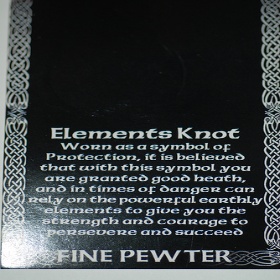 Elements Knot
Worn as a symbol of
Protection, it is believed
that with this symbol you
are granted good heath,
and in times of danger can
rely on the powerful earthly
elements to give you the
strength and courage to
persevere and succeed
FINE PEWTER